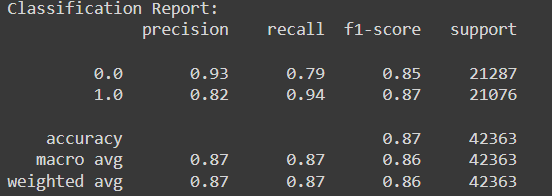 Classification Report:
precision recall f1-score support
0.0 0.93 0.79 0.85 21287
1.0 0.82 0.94 0.87 21076
accuracy 0.87 42363
macro avg 0.87 0.87 0.86 42363
weighted avg 0.87 0.87 0.86 42363